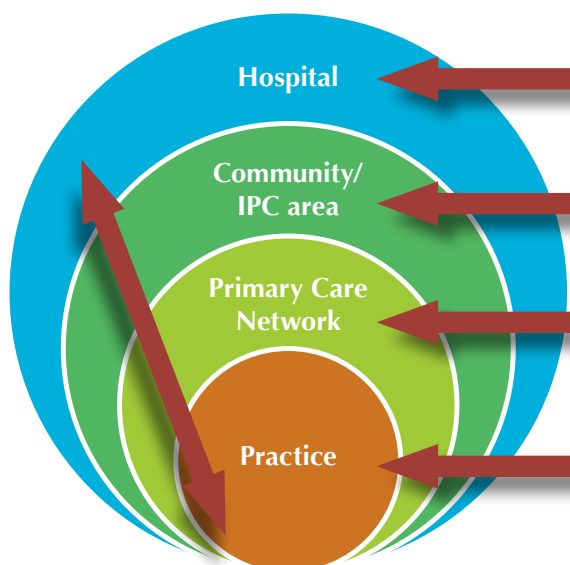 Hospital
Community/
IPC area
Primary Care
Network
Practice